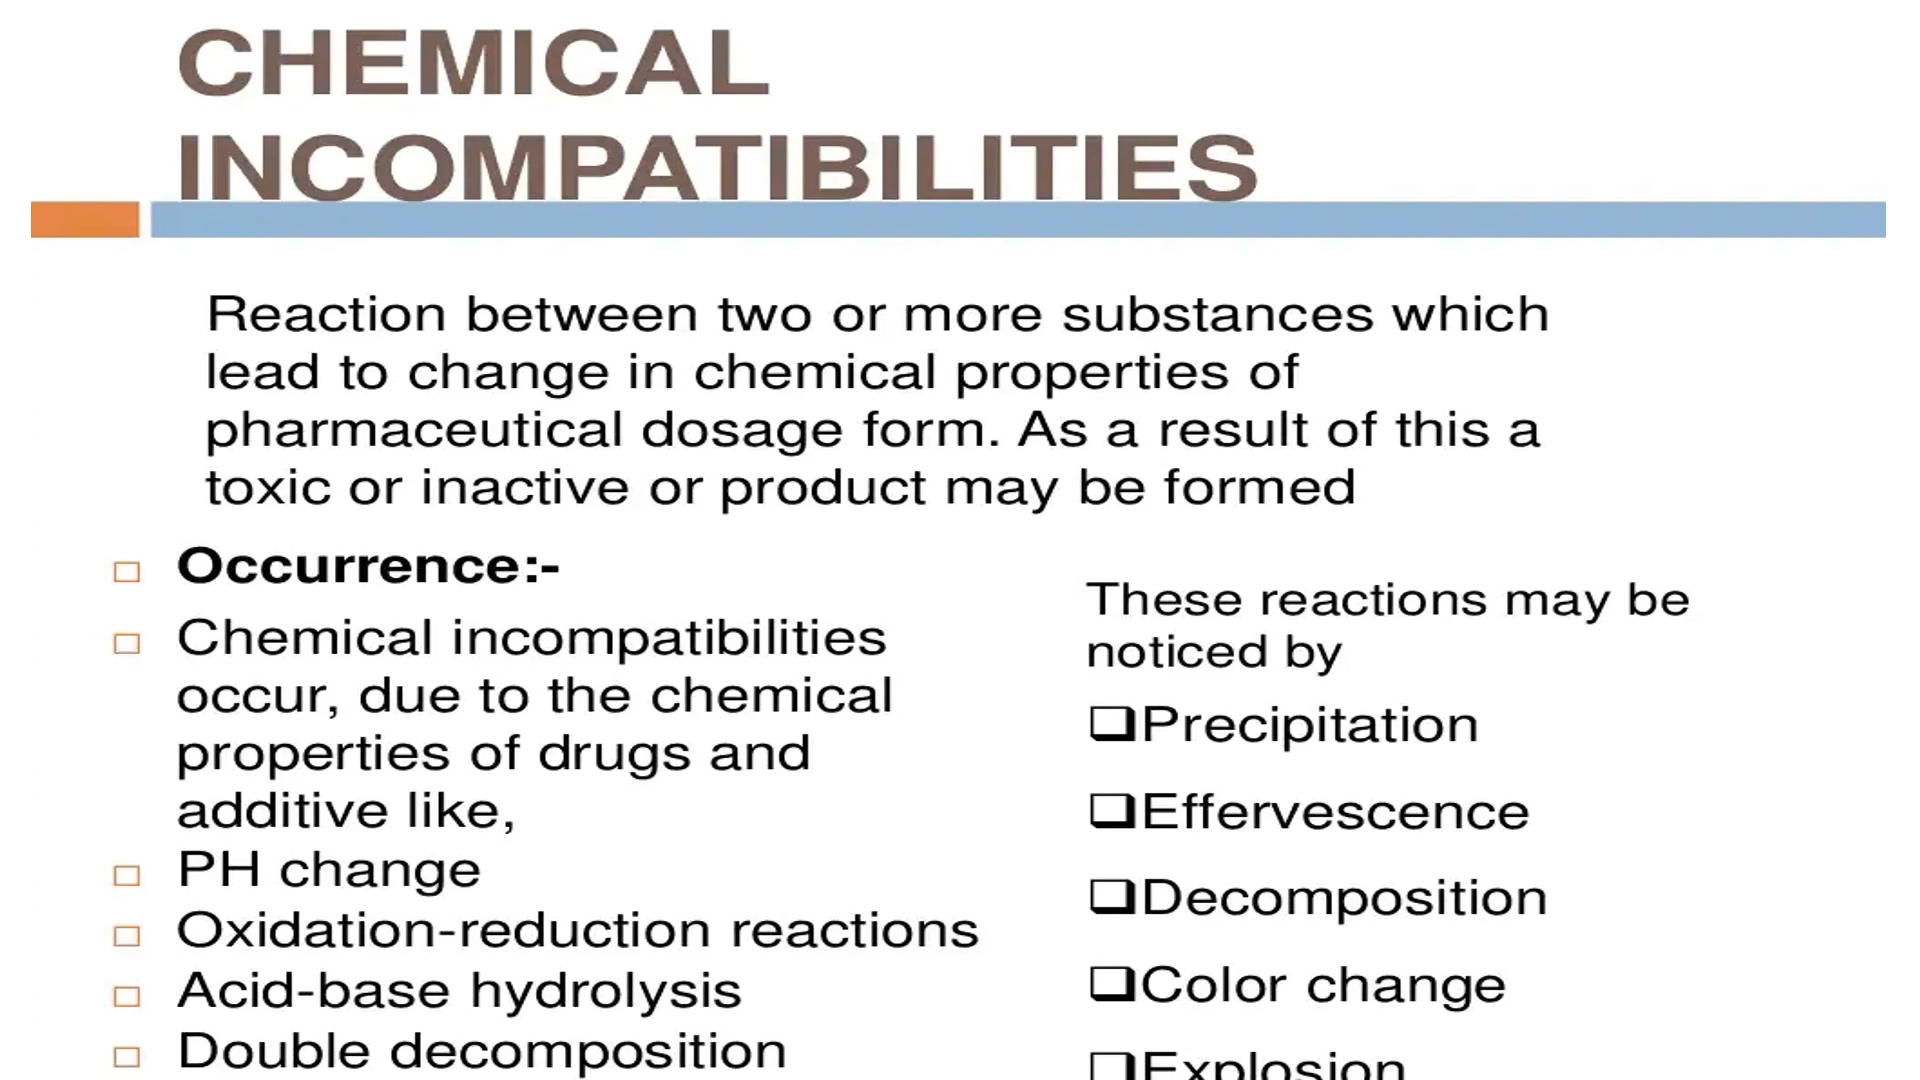 CHEMICAL
INCOMPATIBILITIES
Reaction between two or more substances which
lead to change in chemical properties of
pharmaceutical dosage form. As a result of this a
toxic or inactive or product may be formed
Occurrence:-
Chemical incompatibilities
occur, due to the chemical
properties of drugs and
additive like,
PH change
Oxidation-reduction reactions
Acid-base hydrolysis
Double decomposition
These reactions may be
noticed by
Precipitation
Effervescence
Decomposition
Color change
Explosion